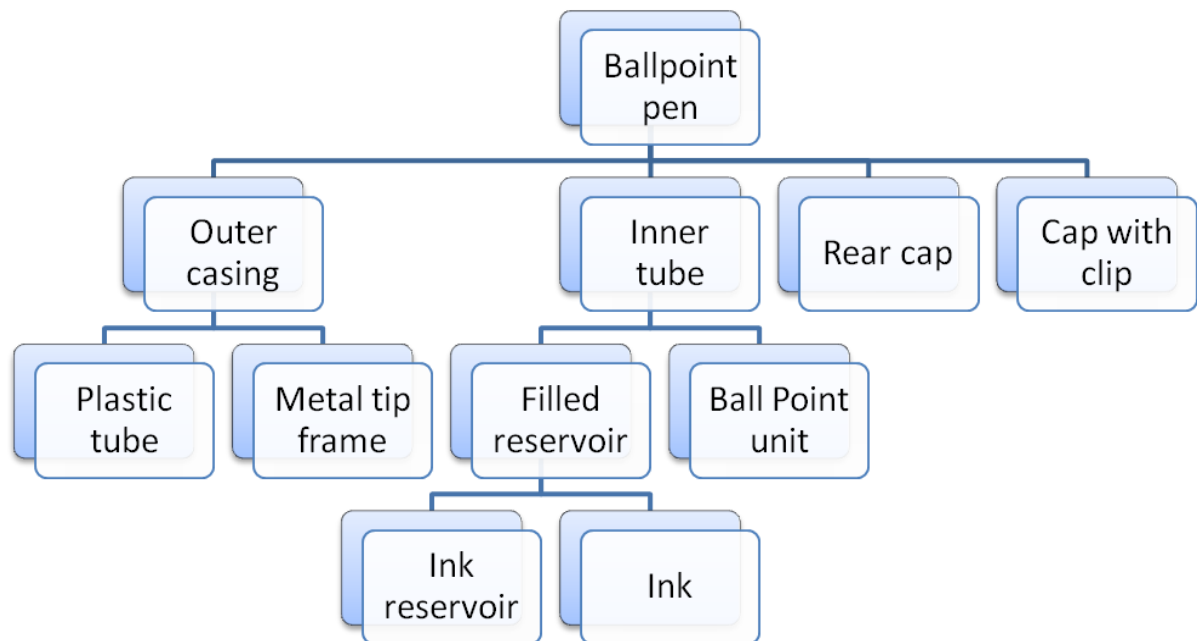 Ballpoint
pen
Outer
casing
Inner
tube
Rear cap
Cap with
clip
Plastic
tube
Metal tip
frame
Filled
reservoir
Ball Point
unit
Ink
reservoir
Ink